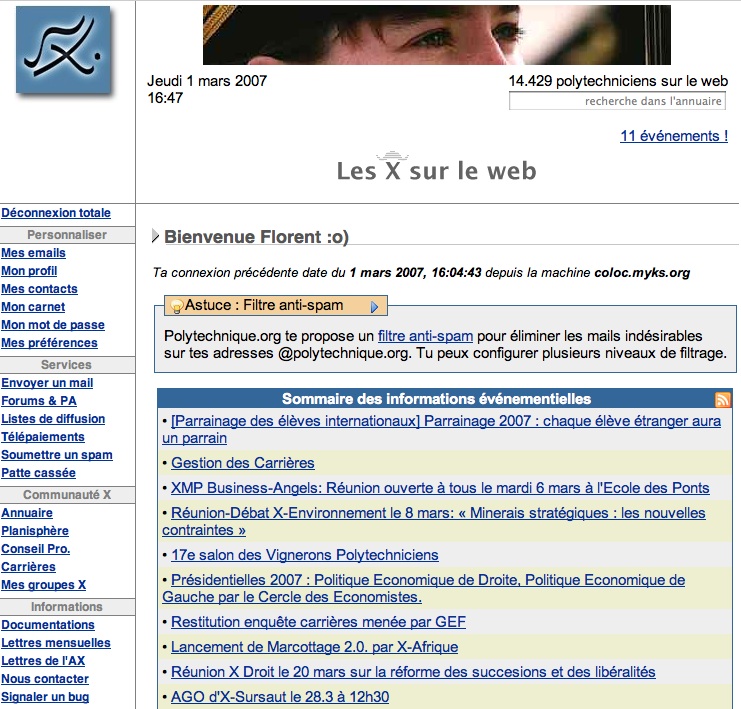 Jeudi 1 mars 2007
16:47
14.429 polytechniciens sur le web
recherche dans l'annuaire
11 événements !
Les X sur le web
Déconnexion totale
Personnaliser
Mes emails
Mon profil
Mes contacts
Mon carnet
Mon mot de passe
Mes préférences
Services
Envoyer un mail
Forums & PA
Listes de diffusion
Télépaiements
Soumettre un spam
Patte cassée
Communauté X
Annuaire
Planisphère
Conseil Pro.
Carrières
Mes groupes X
Informations
Documentations
Lettres mensuelles
Lettres de l'AX
Nous contacter
Signaler un bug
Bienvenue Florent :o)
Ta connexion précédente date du 1 mars 2007, 16:04:43 depuis la machine coloc.myks.org
Astuce : Filtre anti-spam
Polytechnique.org te propose un filtre anti-spam pour éliminer les mails indésirables
sur tes adresses @polytechnique.org. Tu peux configurer plusieurs niveaux de filtrage.
Sommaire des informations événementielles
• [Parrainage des élèves internationaux] Parrainage 2007 : chaque élève étranger aura
un parrain
• Gestion des Carrières
• XMP Business-Angels: Réunion ouverte à tous le mardi 6 mars à l'Ecole des Ponts
• Réunion-Débat X-Environnement le 8 mars: « Minerais stratégiques : les nouvelles
contraintes »
• 17e salon des Vignerons Polytechniciens
• Présidentielles 2007 : Politique Economique de Droite, Politique Economique de
Gauche par le Cercle des Economistes.
• Restitution enquête carrières menée par GEF
• Lancement de Marcottage 2.0. par X-Afrique
• Réunion X Droit le 20 mars sur la réforme des succesions et des libéralités
• AGO d'X-Sursaut le 28.3 à 12h30